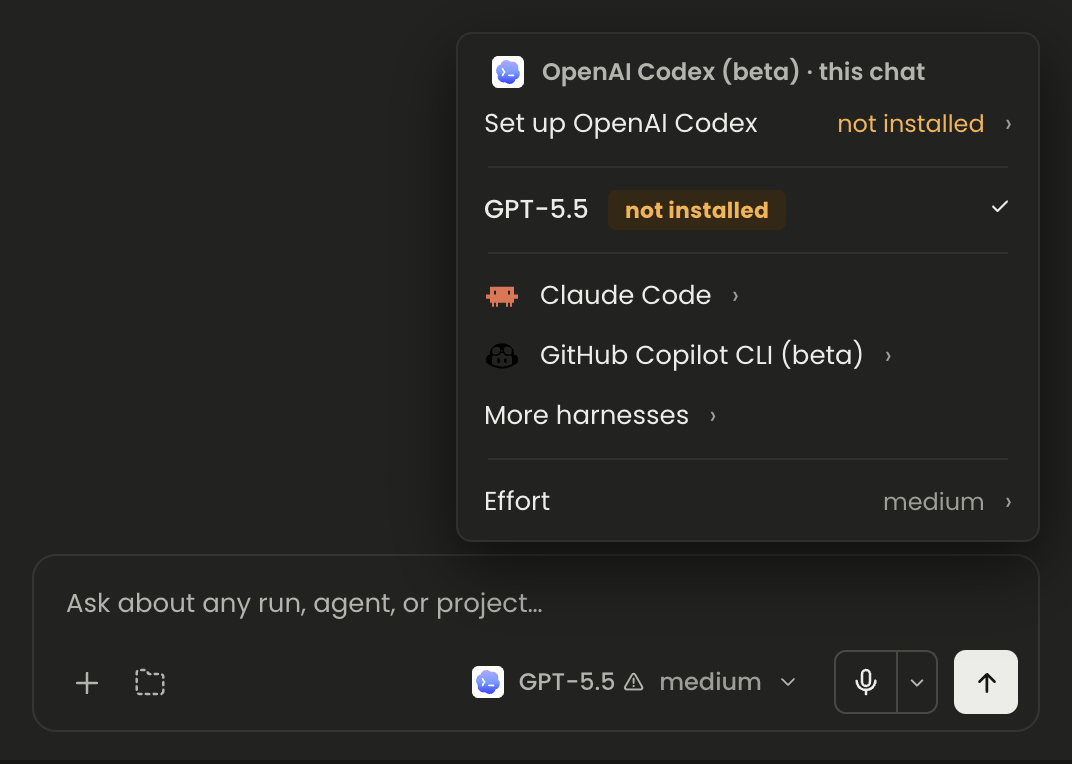 OpenAI Codex (beta) · this chat
Set up OpenAI Codex not installed ›
GPT-5.5 not installed
Claude Code ›
GitHub Copilot CLI (beta) ›
More harnesses ›
Effort medium ›
Ask about any run, agent, or project...
GPT-5.5 medium